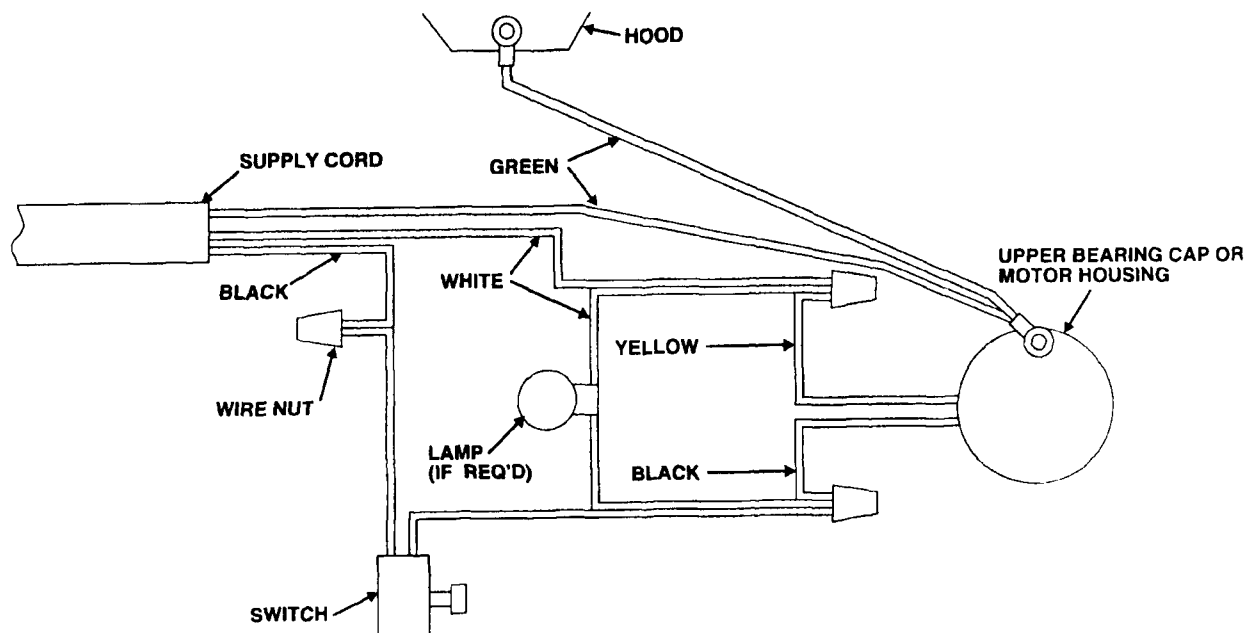 HOOD
SUPPLY CORD
GREEN
UPPER BEARING CAP OR
MOTOR HOUSING
BLACK
WHITE
YELLOW
WIRE NUT
LAMP
(IF REQ'D)
BLACK
SWITCH